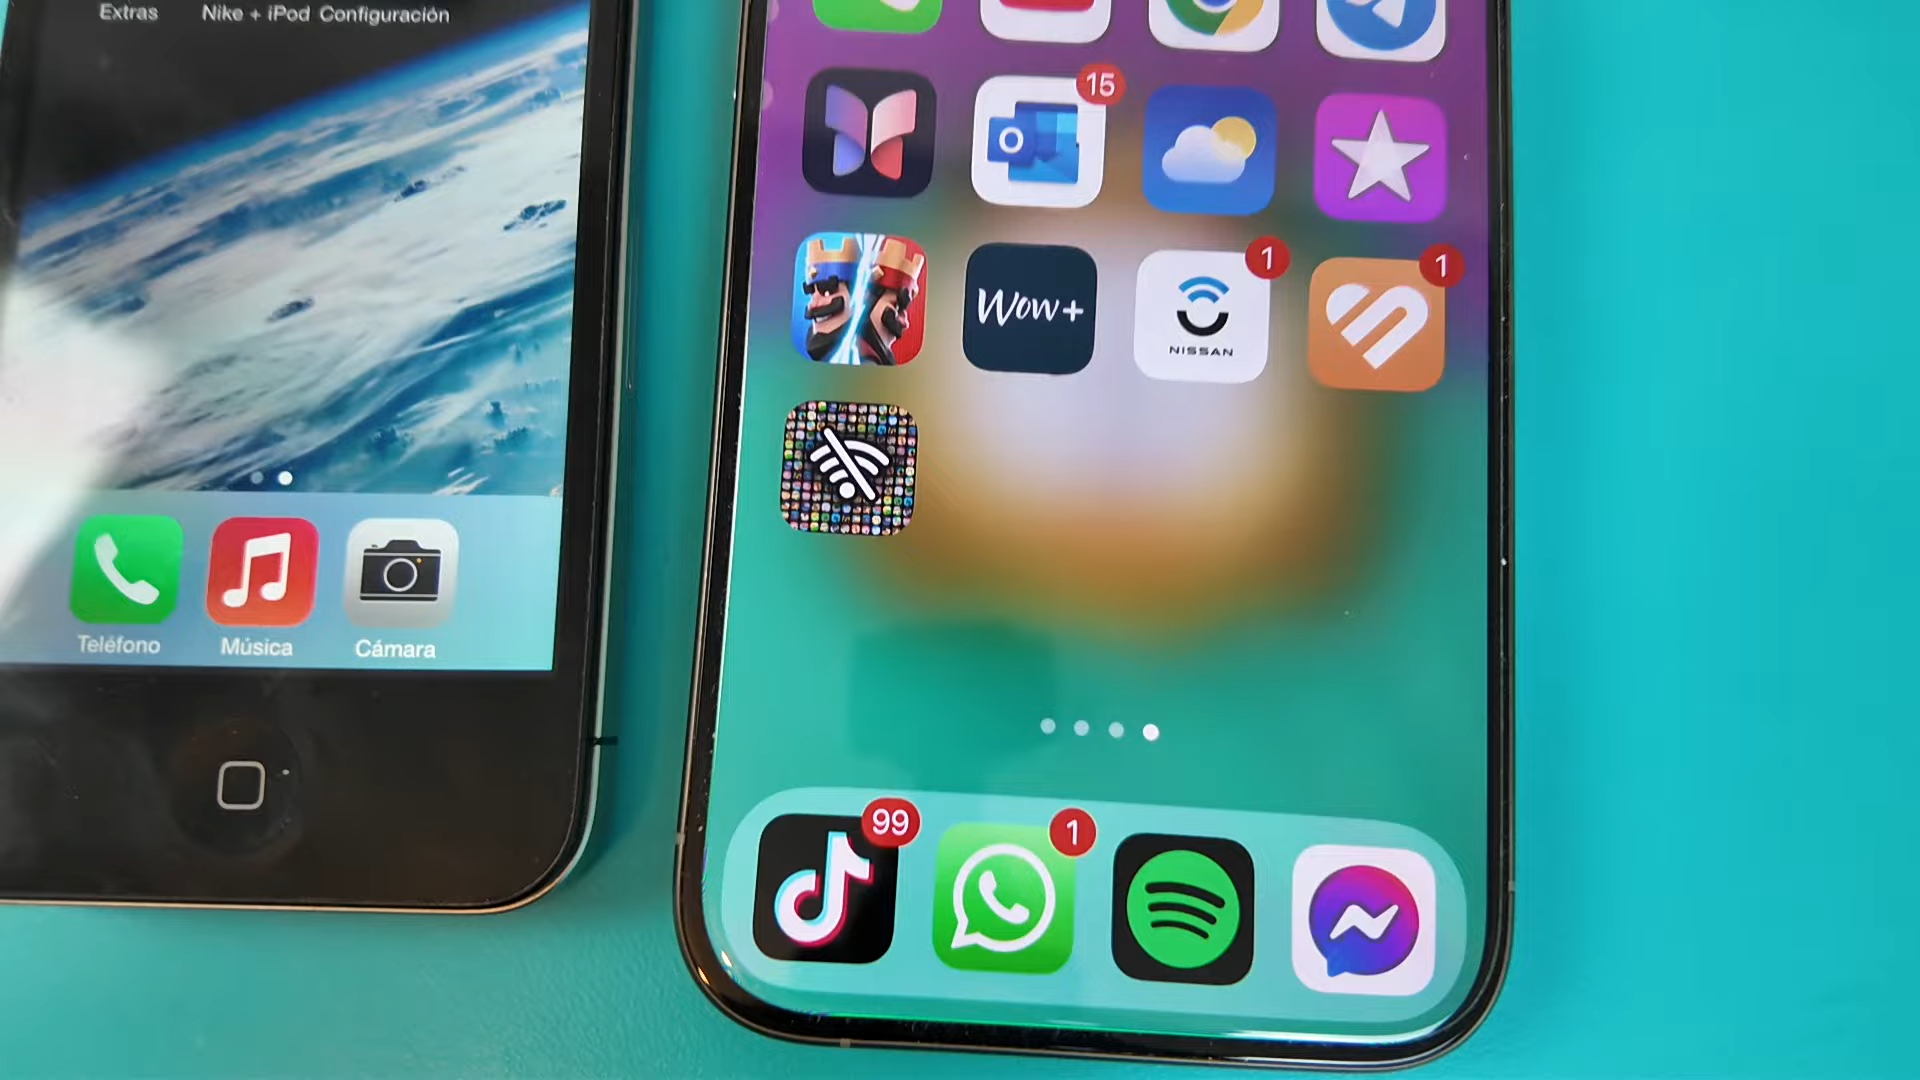 Extras
Nike + iPod
Configuración
Teléfono
Música
Cámara
15
Wow+
1
NISSAN
1
99
1